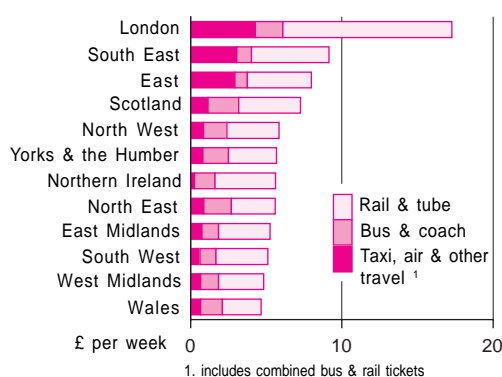 London
South East
East
Scotland
North West
Yorks & the Humber
Northern Ireland
North East
East Midlands
South West
West Midlands
Wales
Rail & tube
Bus & coach
Taxi, air & other
travel ¹
£ per week 0 10 20
1. includes combined bus & rail tickets